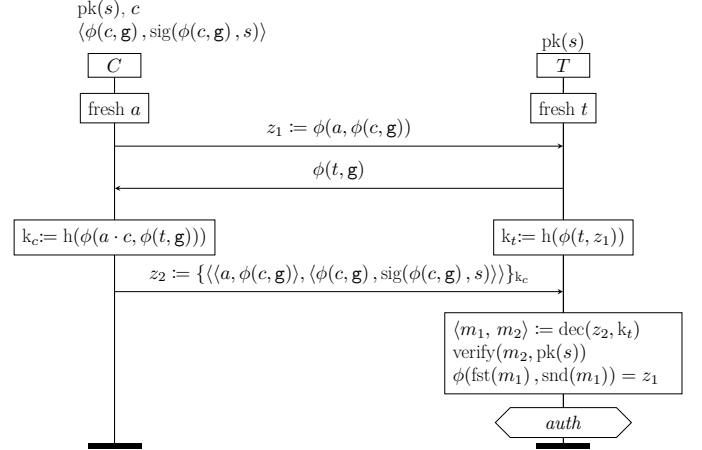 pk(s), c
⟨ϕ(c, g) , sig(ϕ(c, g) , s)⟩
pk(s)
C
T
fresh a
fresh t
z₁ := ϕ(a, ϕ(c, g))
ϕ(t, g)
k_c:= h(ϕ(a · c, ϕ(t, g)))
k_t:= h(ϕ(t, z₁))
z₂ := {⟨⟨a, ϕ(c, g)⟩, ⟨ϕ(c, g) , sig(ϕ(c, g) , s)⟩⟩}_{k_c}
⟨m₁, m₂⟩ := dec(z₂, k_t)
verify(m₂, pk(s))
ϕ(fst(m₁) , snd(m₁)) = z₁
auth